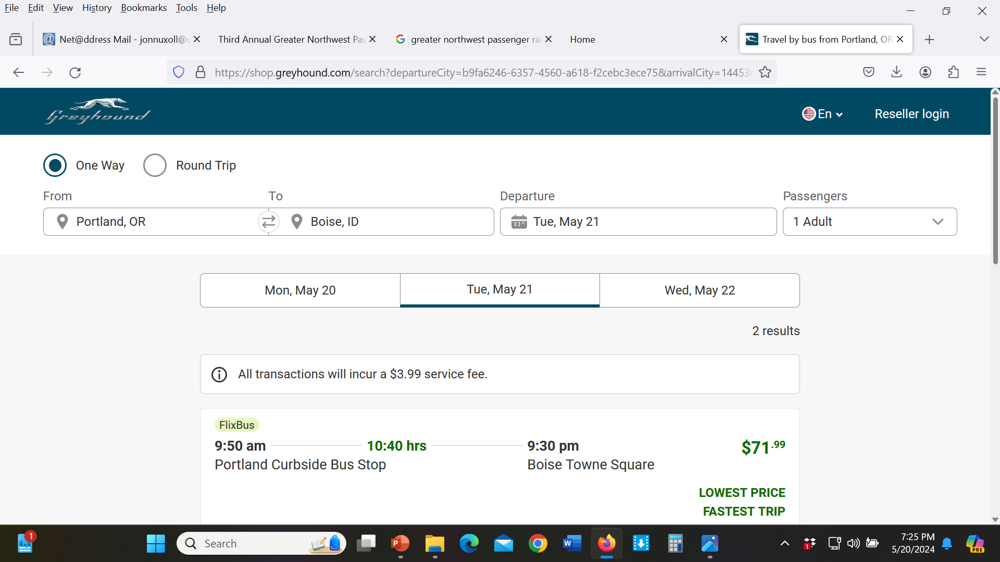 File Edit View History Bookmarks Tools Help
Net@ddress Mail - jonnuxoll@u
Third Annual Greater Northwest Pas
greater northwest passenger rai
Home
Travel by bus from Portland, OR
https://shop.greyhound.com/search?departureCity=b9fa6246-6357-4560-a618-f2cebc3ece75&arrivalCity=14453e
Greyhound
En
Reseller login
One Way
Round Trip
From
To
Departure
Passengers
Portland, OR
Boise, ID
Tue, May 21
1 Adult
Mon, May 20
Tue, May 21
Wed, May 22
2 results
All transactions will incur a $3.99 service fee.
FlixBus
9:50 am
10:40 hrs
9:30 pm
$71.99
Portland Curbside Bus Stop
Boise Towne Square
LOWEST PRICE
FASTEST TRIP
1
Search
P
W
1
7:25 PM
5/20/2024
PRE